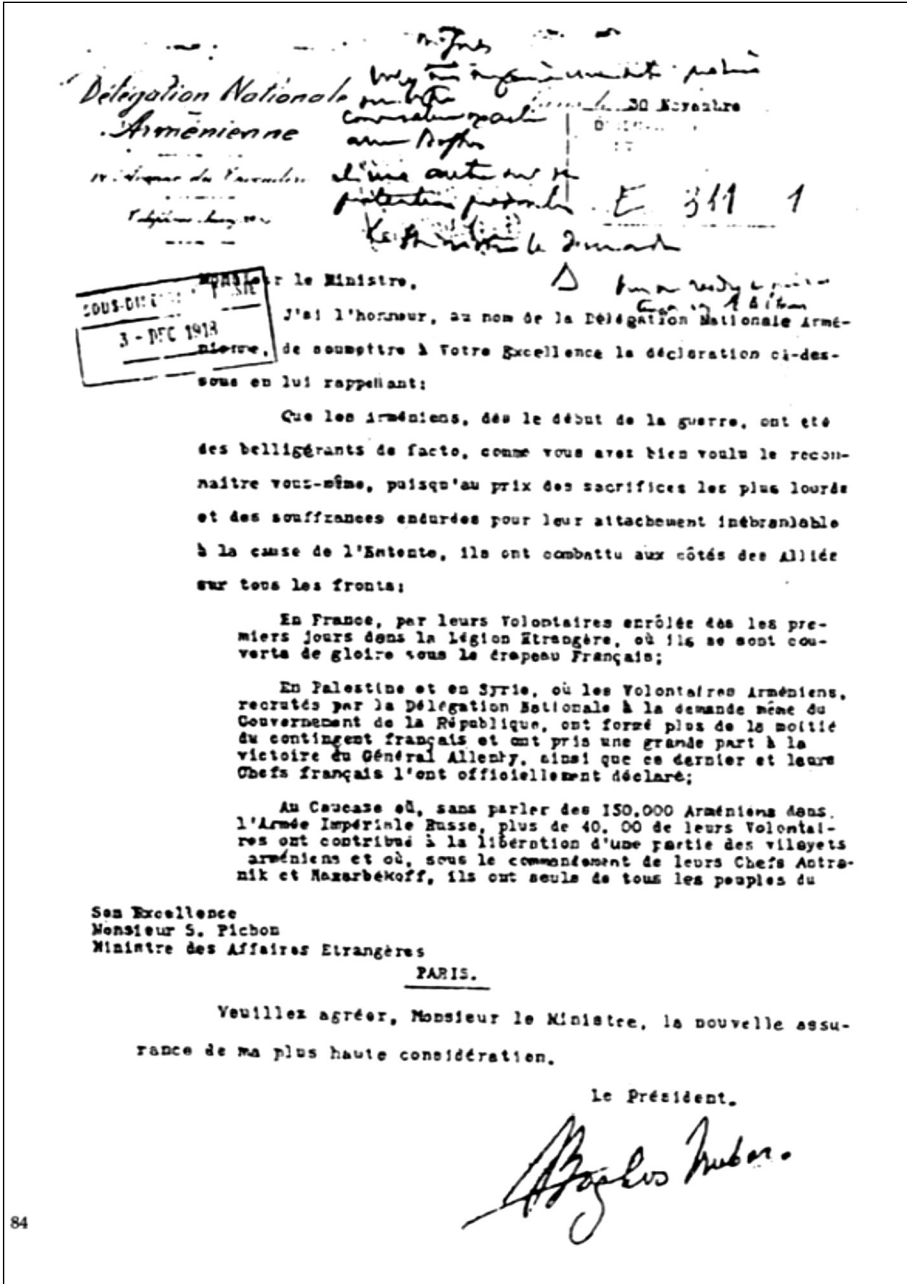 Délégation Nationale
Arménienne
30 Novembre
E 311 1
Monsieur le Ministre,
3 - DEC 1918
J'ai l'honneur, au nom de la Délégation Nationale Armé-
nienne, de soumettre à Votre Excellence la déclaration ci-des-
sous en lui rappellant:
Que les Arméniens, dès le début de la guerre, ont eté
des belligérants de facto, comme vous avez bien voulu le recon-
naître vous-même, puisqu'au prix des sacrifices les plus lourds
et des souffrances endurées pour leur attachement inébranlable
à la cause de l'Entente, ils ont combattu aux côtés des Alliés
sur tous les fronts:
En France, par leurs Volontaires enrôlés dès les pre-
miers jours dans la Légion Etrangère, où ils se sont cou-
verts de gloire sous le drapeau Français;
En Palestine et en Syrie, où les Volontaires Arméniens,
recrutés par la Délégation Nationale à la demande même du
Gouvernement de la République, ont formé plus de la moitié
du contingent français et ont pris une grande part à la
victoire du Général Allenby, ainsi que ce dernier et leurs
Chefs français l'ont officiellement déclaré;
Au Caucase où, sans parler des 150.000 Arméniens dans
l'Armée Impériale Russe, plus de 40. 00 de leurs Volontai-
res ont contribué à la libération d'une partie des vilayets
arméniens et où, sous le commandement de leurs Chefs Antra-
nik et Nazarbékoff, ils ont seuls de tous les peuples du
Son Excellence
Monsieur S. Pichon
Ministre des Affaires Etrangères
PARIS.
Veuillez agréer, Monsieur le Ministre, la nouvelle assu-
rance de ma plus haute considération.
Le Président.
Boghos Nubar.
84